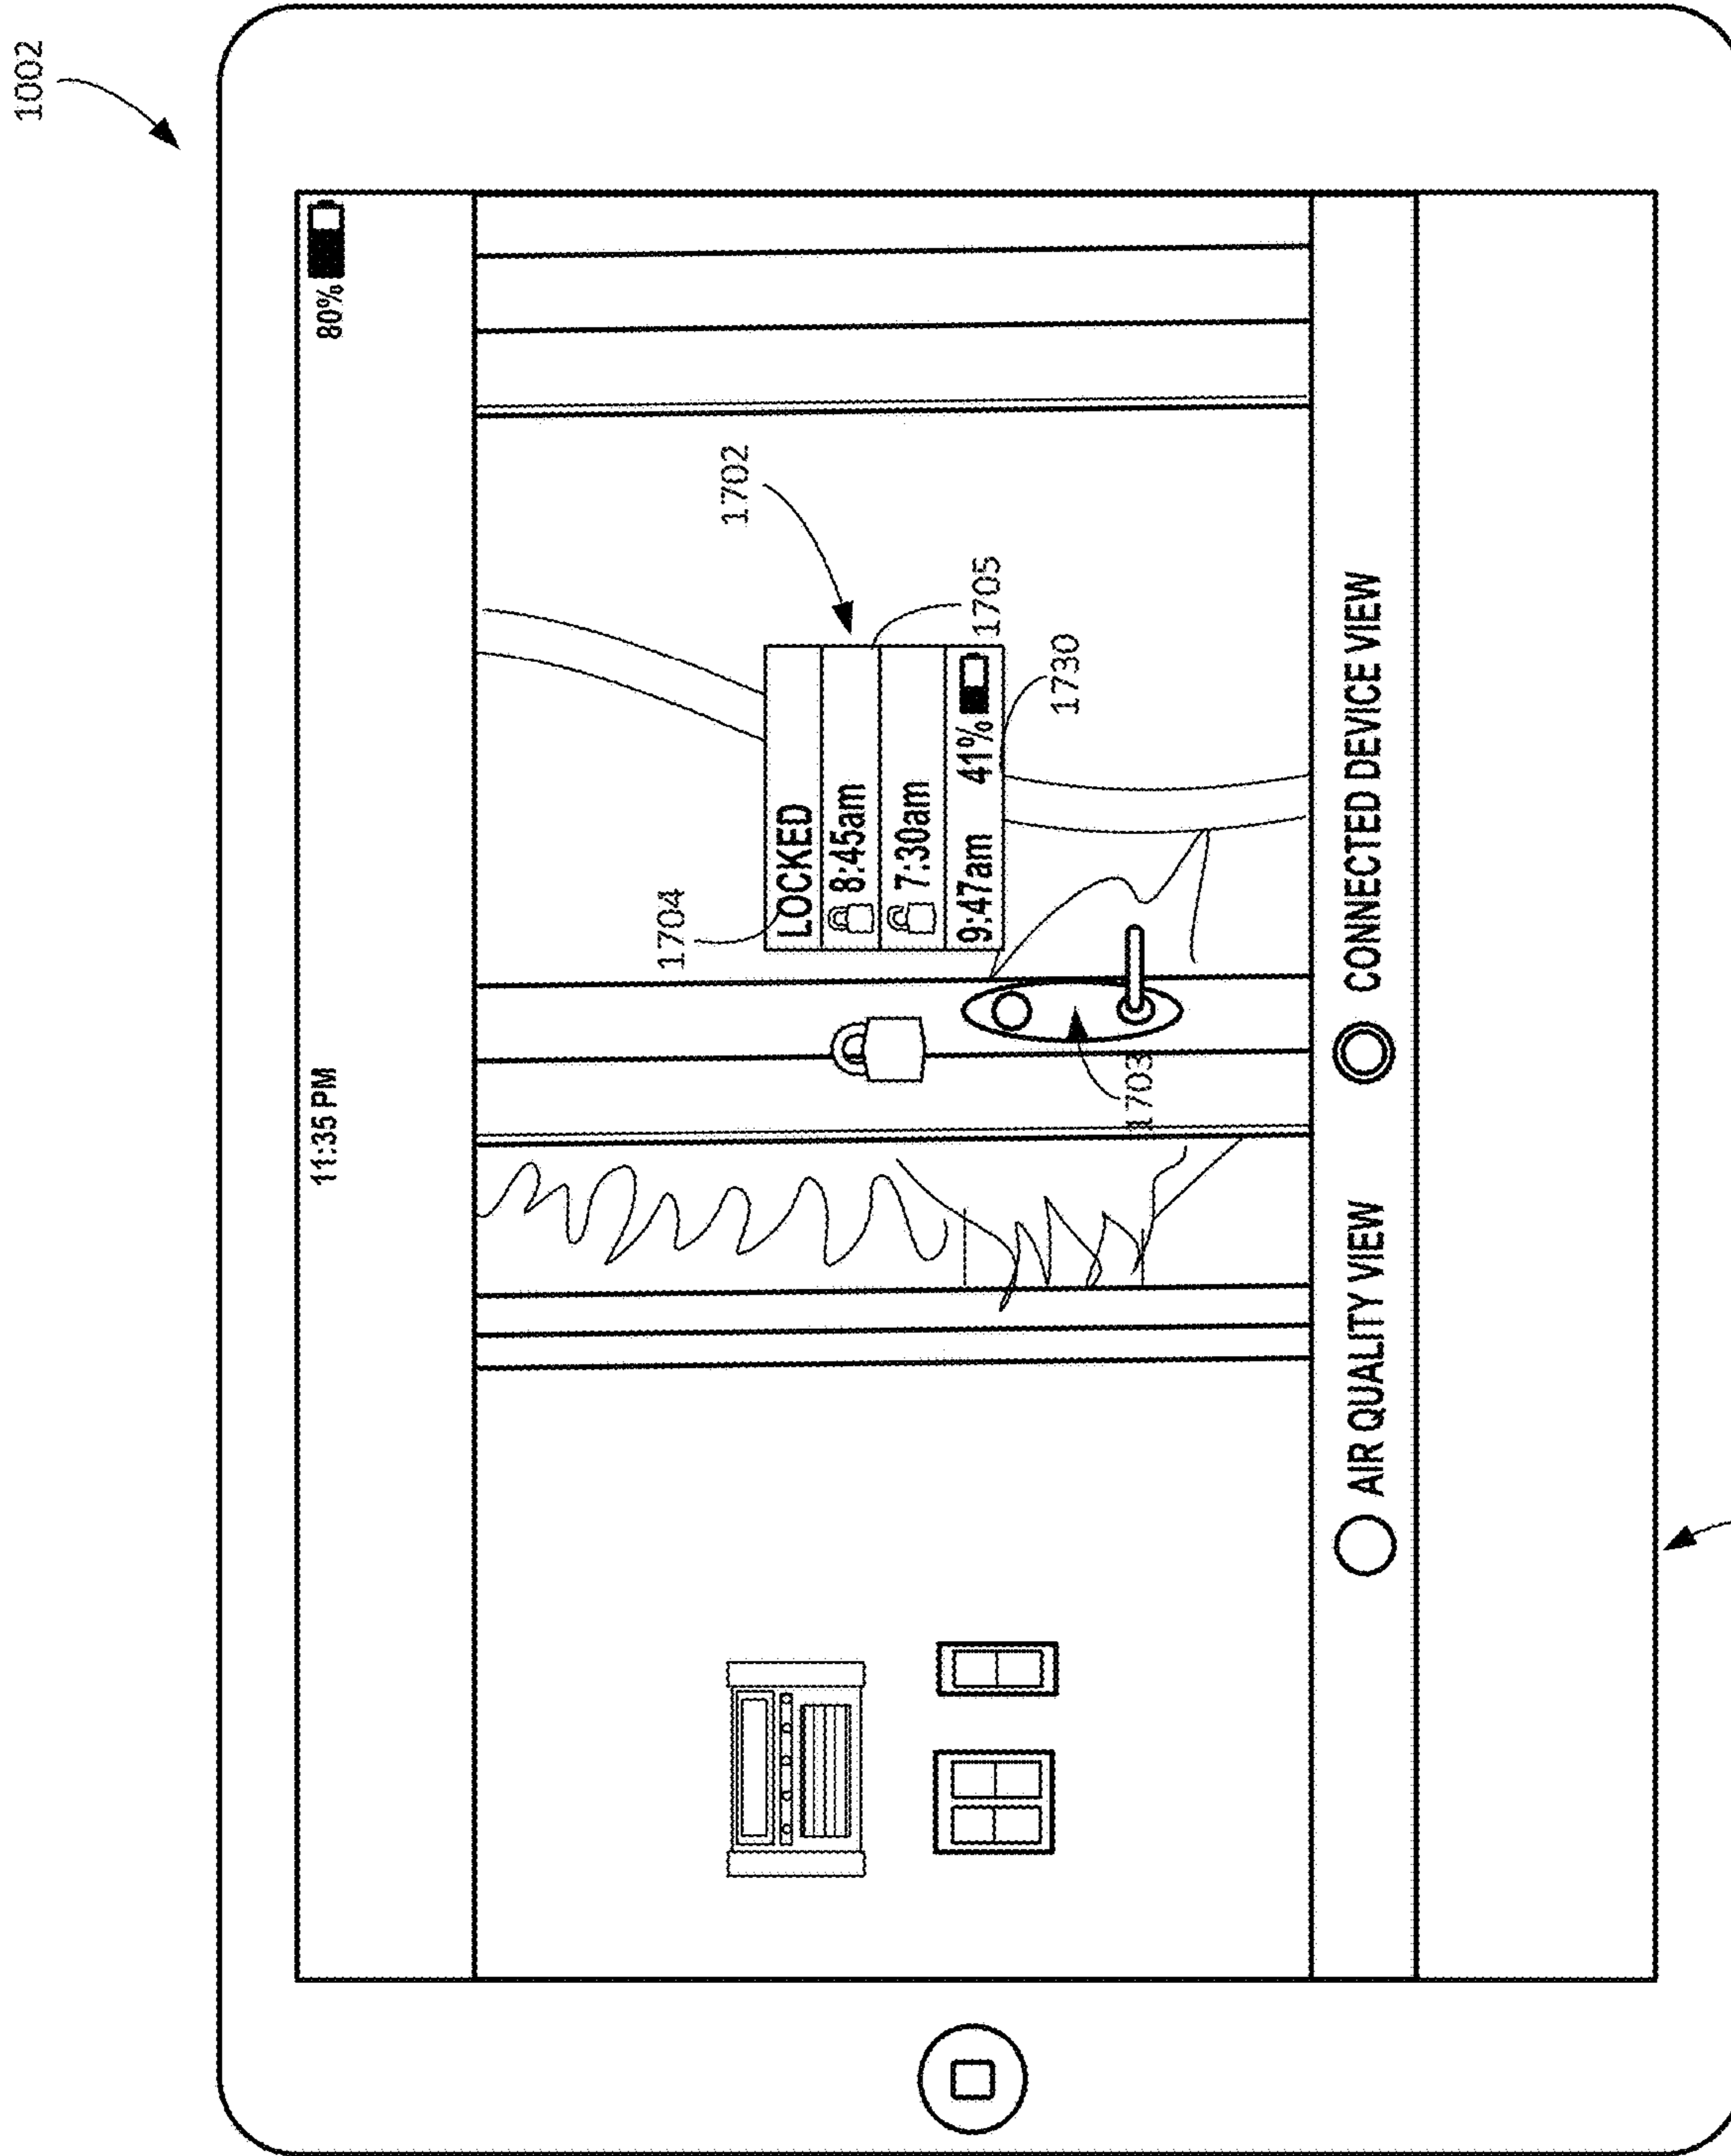 1002
11:35 PM
80%
1702
1704
LOCKED
8:45am
7:30am
9:47am 41%
1705
1730
1703
AIR QUALITY VIEW
CONNECTED DEVICE VIEW